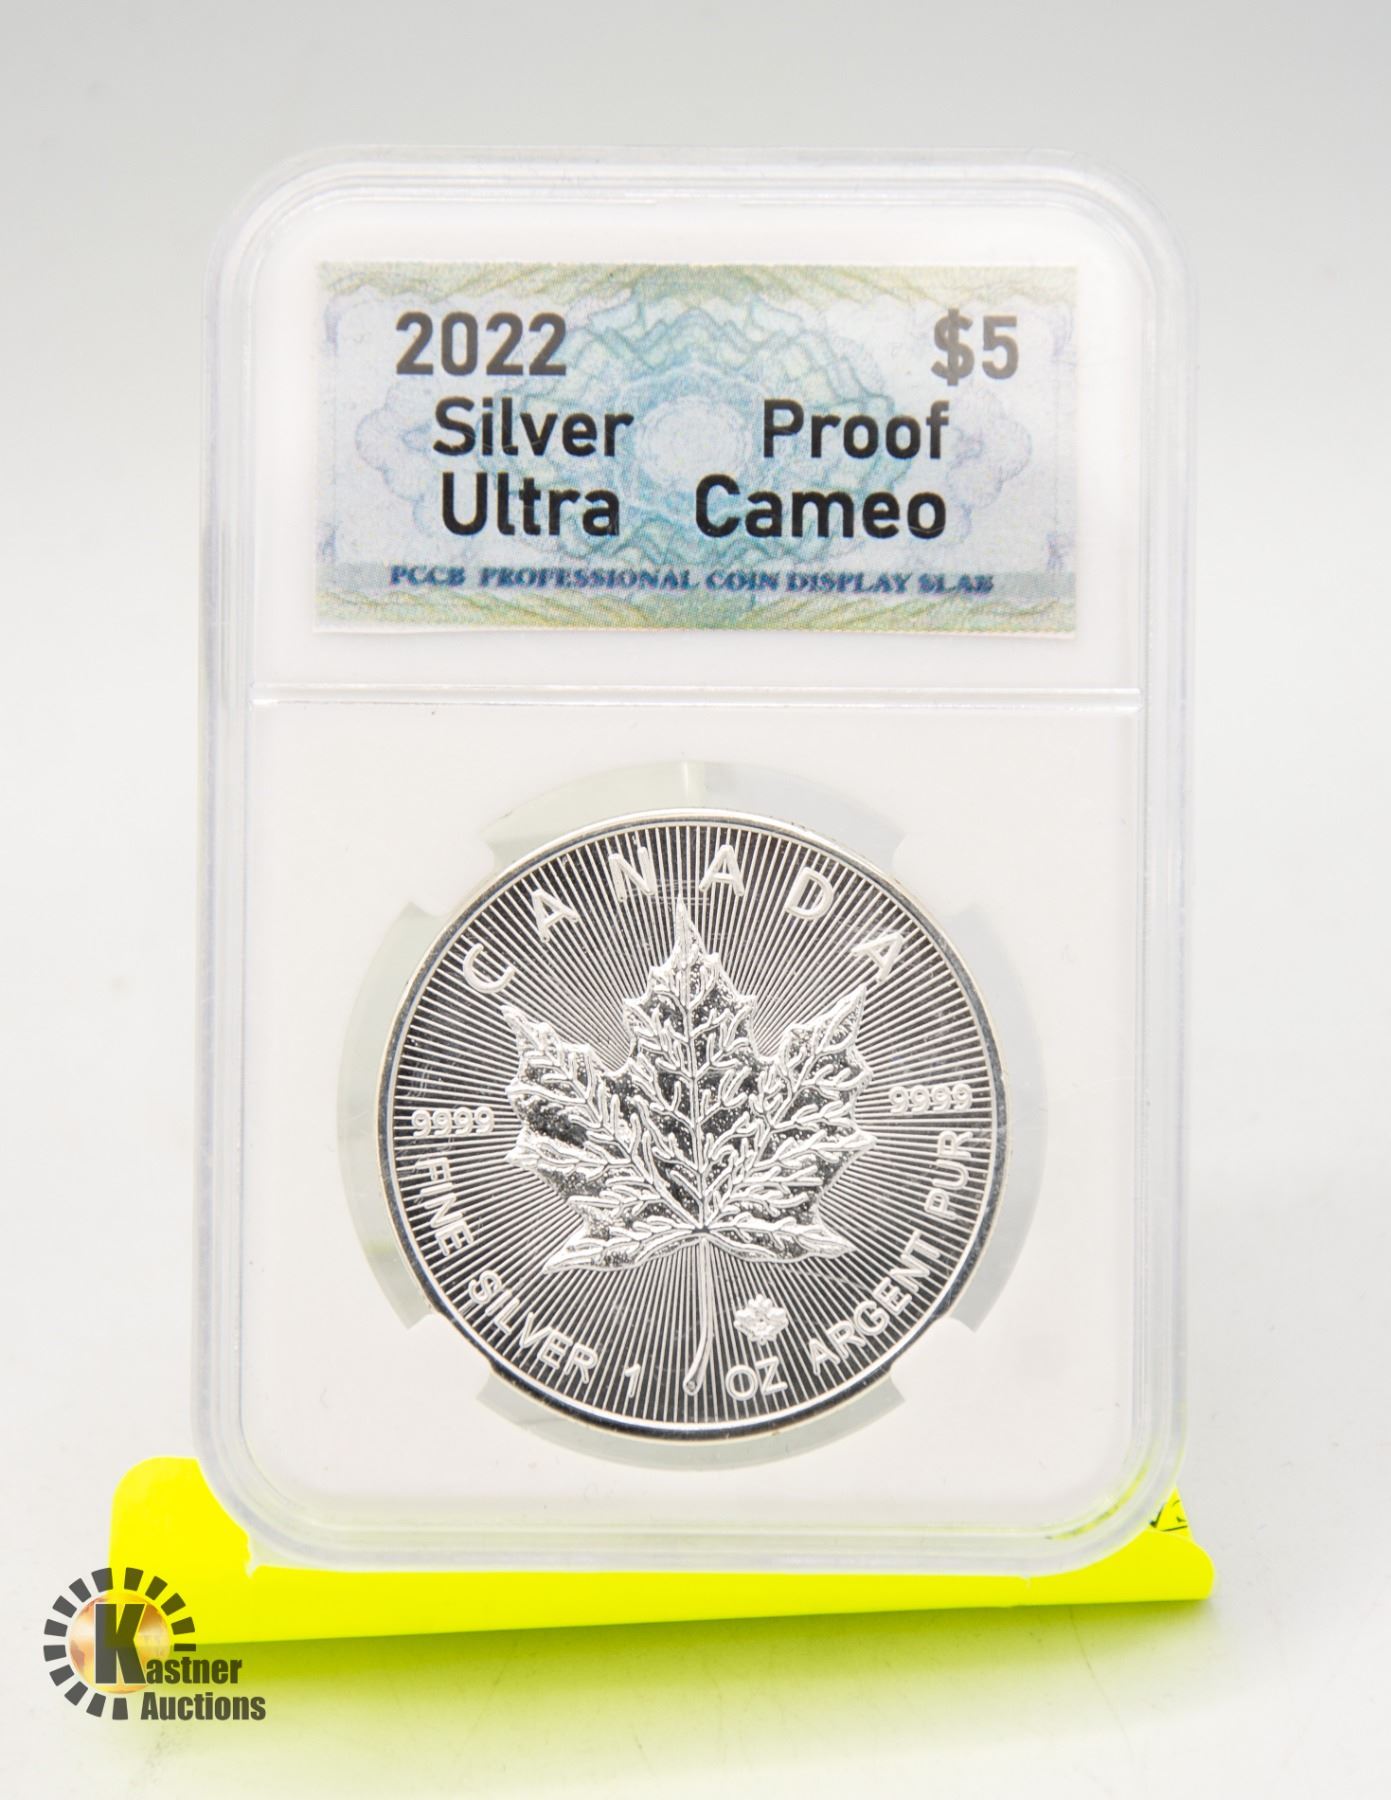 2022 $5
Silver Proof
Ultra Cameo
PCCB PROFESSIONAL COIN DISPLAY SLAB
CANADA
9999 9999
FINE SILVER 1 OZ ARGENT PUR
Kastner
Auctions